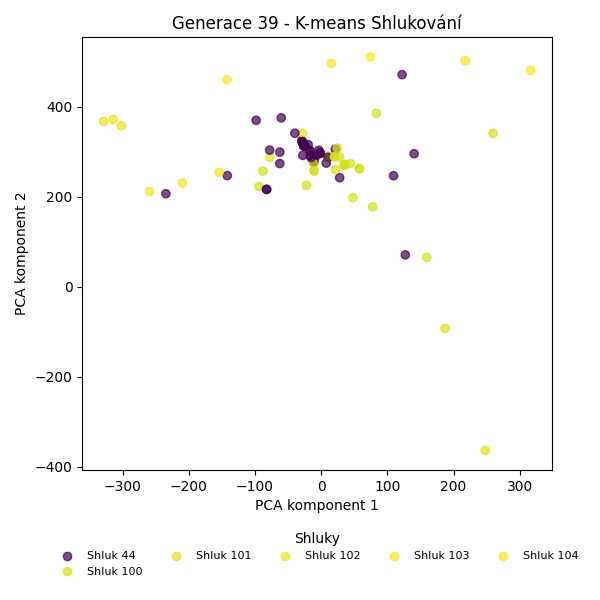 Generace 39 - K-means Shlukování
400
200
0
−200
−400
PCA komponent 2
−300 −200 −100 0 100 200 300
PCA komponent 1
Shluky
Shluk 44 Shluk 101 Shluk 102 Shluk 103 Shluk 104
Shluk 100